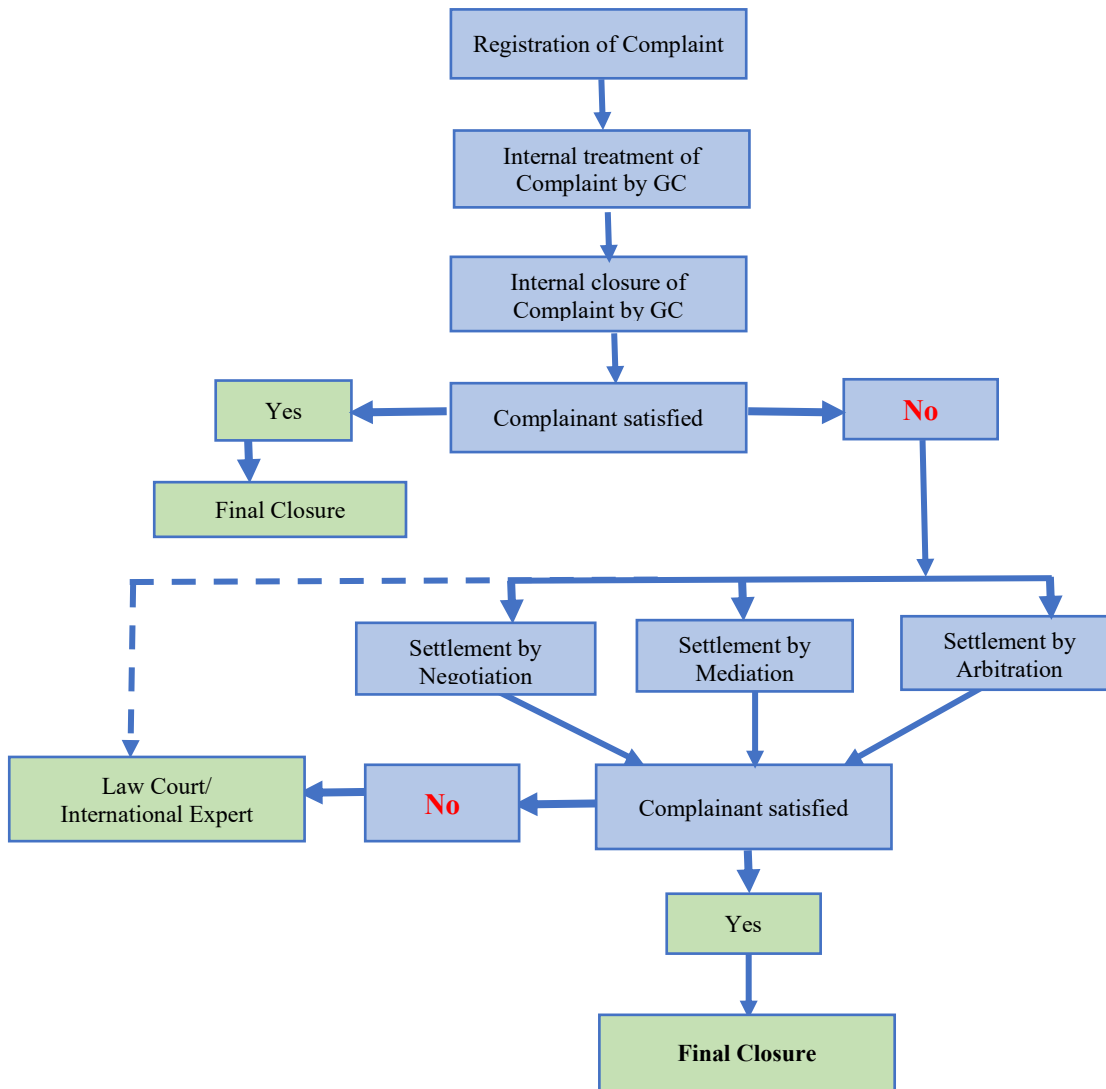 Registration of Complaint
Internal treatment of
Complaint by GC
Internal closure of
Complaint by GC
Yes
Complainant satisfied
No
Final Closure
Settlement by
Negotiation
Settlement by
Mediation
Settlement by
Arbitration
Law Court/
International Expert
No
Complainant satisfied
Yes
Final Closure